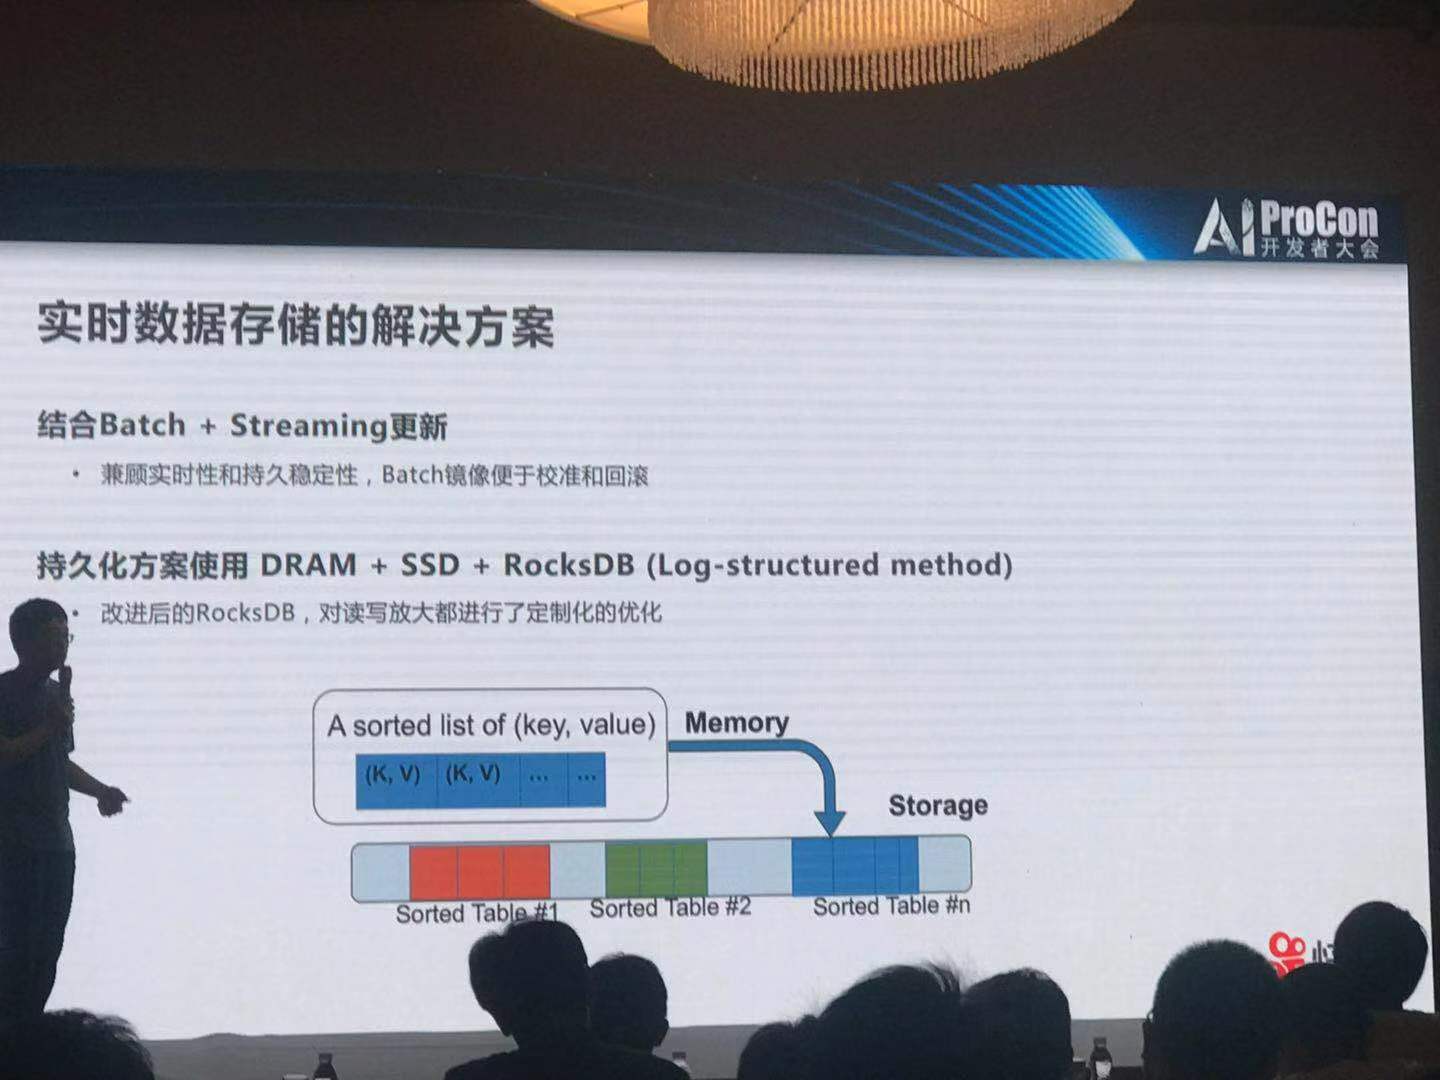 AI ProCon
开发者大会
实时数据存储的解决方案
结合Batch + Streaming更新
• 兼顾实时性和持久稳定性，Batch镜像便于校准和回滚
持久化方案使用 DRAM + SSD + RocksDB (Log-structured method)
• 改进后的RocksDB，对读写放大都进行了定制化的优化
A sorted list of (key, value)
Memory
(K, V) (K, V) ... ...
Storage
Sorted Table #1 Sorted Table #2 Sorted Table #n